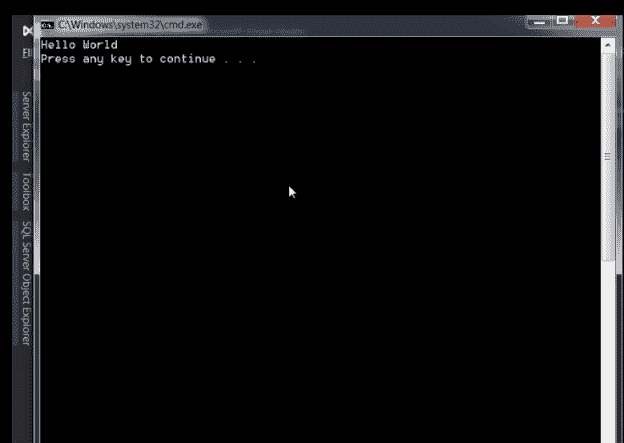 C:\Windows\system32\cmd.exe
Hello World
Press any key to continue . . .
Server Explorer
Toolbox
SQL Server Object Explorer